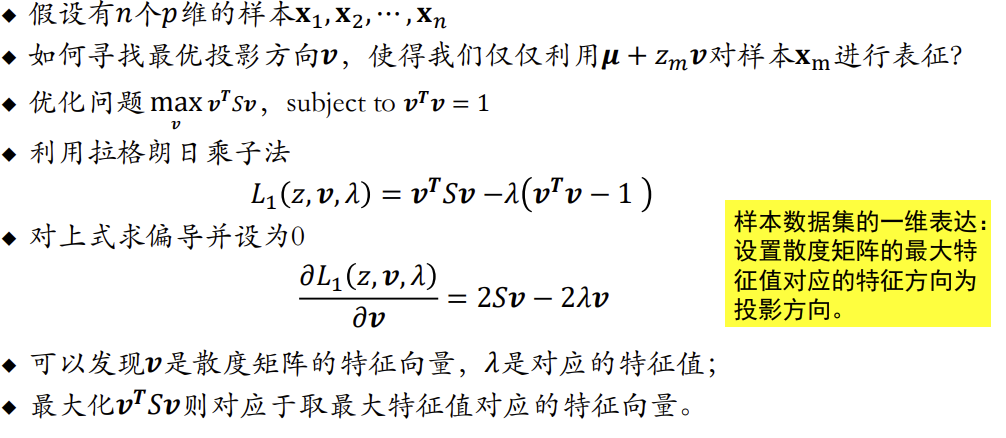 ◆ 假设有𝑛个𝑝维的样本𝐱₁, 𝐱₂, ⋯, 𝐱ₙ
◆ 如何寻找最优投影方向𝒗，使得我们仅仅利用𝝁 + 𝑧ₘ𝒗对样本𝐱ₘ进行表征?
◆ 优化问题 max 𝒗ᵀ𝑆𝒗，subject to 𝒗ᵀ𝒗 = 1
𝒗
◆ 利用拉格朗日乘子法
𝐿₁(𝑧, 𝒗, 𝜆) = 𝒗ᵀ𝑆𝒗 −𝜆(𝒗ᵀ𝒗 − 1 )
◆ 对上式求偏导并设为0
∂𝐿₁(𝑧, 𝒗, 𝜆)
∂𝒗
= 2𝑆𝒗 − 2𝜆𝒗
样本数据集的一维表达：
设置散度矩阵的最大特
征值对应的特征方向为
投影方向。
◆ 可以发现𝒗是散度矩阵的特征向量，𝜆是对应的特征值；
◆ 最大化𝒗ᵀ𝑆𝒗则对应于取最大特征值对应的特征向量。